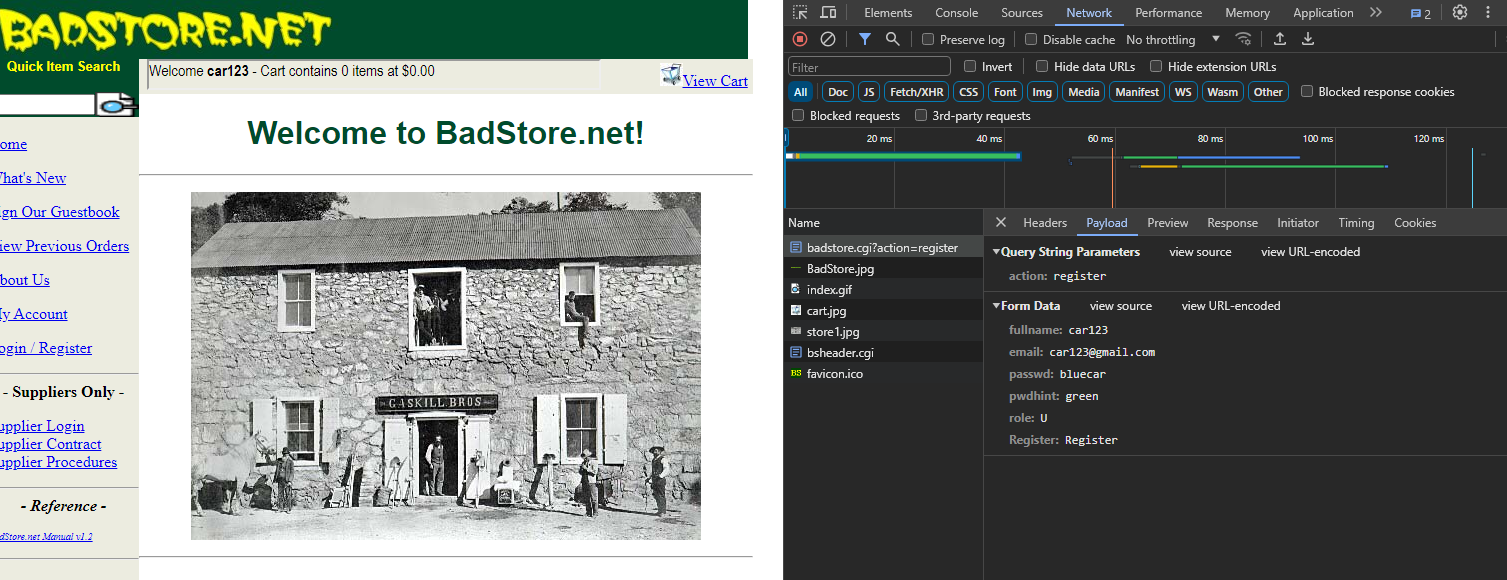 BADSTORE.NET
Quick Item Search
Welcome car123 - Cart contains 0 items at $0.00
View Cart
ome
hat's New
ign Our Guestbook
iew Previous Orders
bout Us
y Account
ogin / Register
- Suppliers Only -
upplier Login
upplier Contract
upplier Procedures
- Reference -
dStore.net Manual v1.2
Welcome to BadStore.net!
GASKILL BROS
Elements Console Sources Network Performance Memory Application 2
Preserve log Disable cache No throttling
Filter Invert Hide data URLs Hide extension URLs
All Doc JS Fetch/XHR CSS Font Img Media Manifest WS Wasm Other Blocked response cookies
Blocked requests 3rd-party requests
20 ms 40 ms 60 ms 80 ms 100 ms 120 ms
Name
badstore.cgi?action=register
BadStore.jpg
index.gif
cart.jpg
store1.jpg
bsheader.cgi
BS favicon.ico
Headers Payload Preview Response Initiator Timing Cookies
Query String Parameters view source view URL-encoded
action: register
Form Data view source view URL-encoded
fullname: car123
email: car123@gmail.com
passwd: bluecar
pwdhint: green
role: U
Register: Register